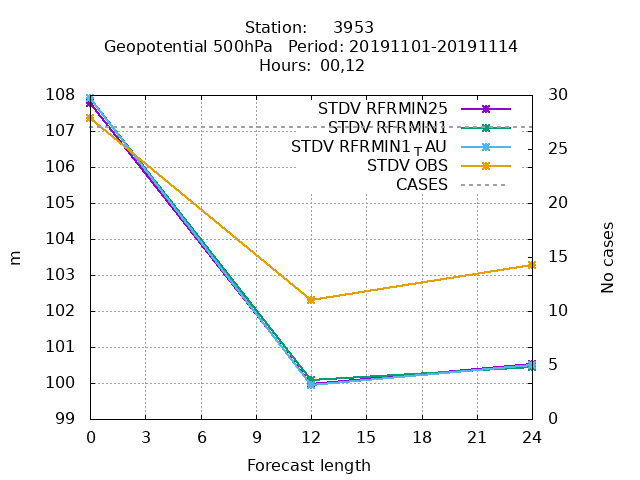 Station:     3953
Geopotential 500hPa   Period: 20191101-20191114
Hours:  00,12
108
107
106
105
104
103
102
101
100
99
m
STDV RFRMIN25
STDV RFRMIN1
STDV RFRMIN1TAU
STDV OBS
CASES
30
25
20
15
10
5
0
No cases
0 3 6 9 12 15 18 21 24
Forecast length